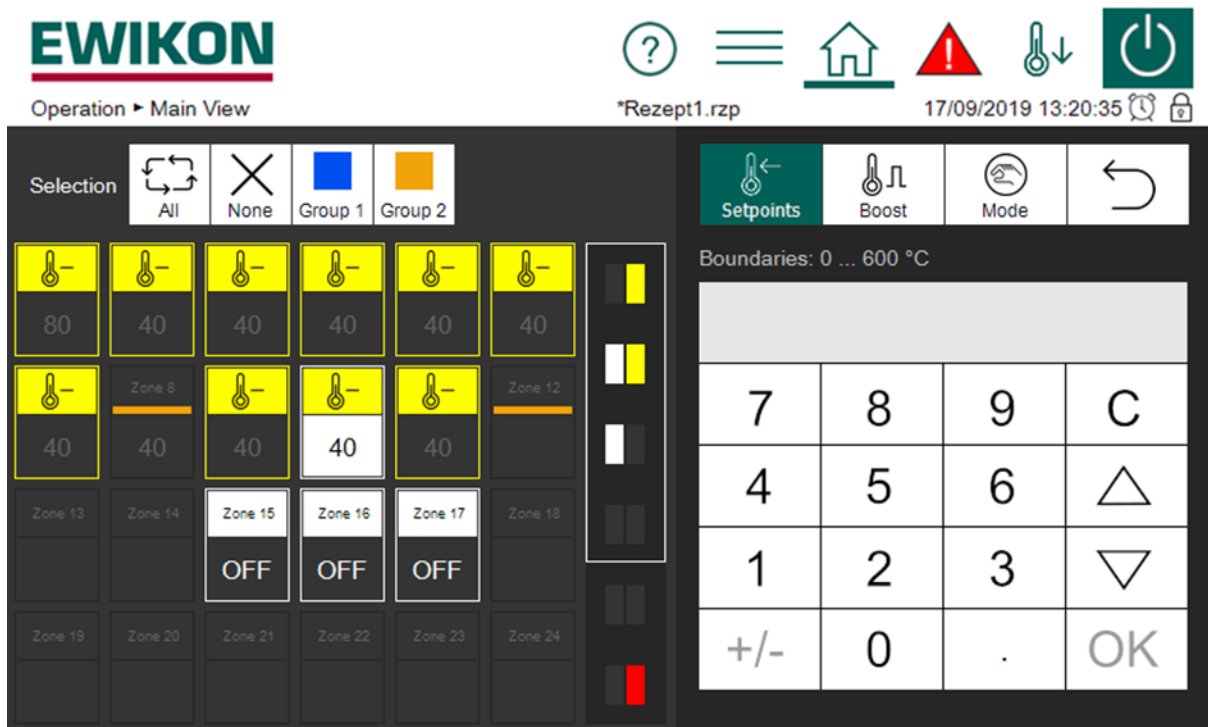 EWIKON
?
Operation ► Main View
*Rezept1.rzp
17/09/2019 13:20:35
Selection
All
None
Group 1
Group 2
Setpoints
Boost
Mode
Boundaries: 0 ... 600 °C
80 40 40 40 40 40
Zone 8 Zone 12
40 40 40 40 40
Zone 13 Zone 14 Zone 15 Zone 16 Zone 17 Zone 18
OFF OFF OFF
Zone 19 Zone 20 Zone 21 Zone 22 Zone 23 Zone 24
7 8 9 C
4 5 6
1 2 3
+/- 0 . OK